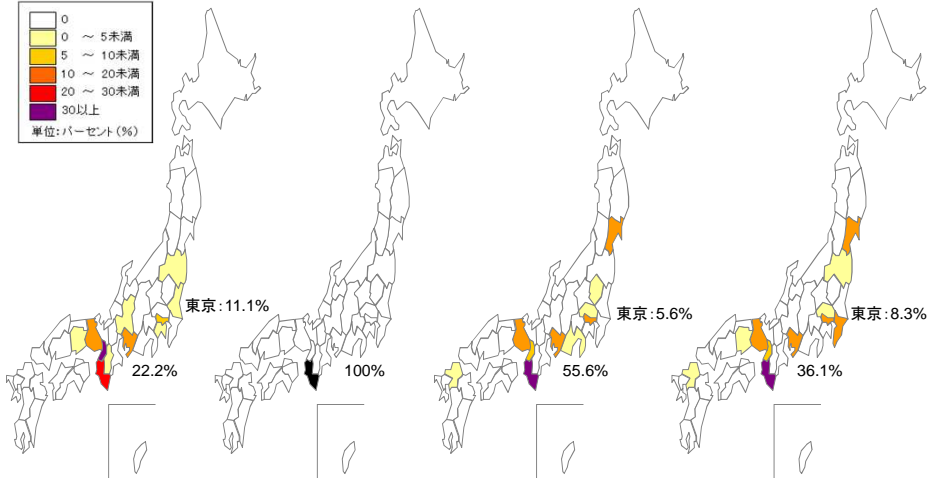 0
0 ～ 5未満
5 ～ 10未満
10 ～ 20未満
20 ～ 30未満
30以上
単位:パーセント(%)
東京:11.1%
22.2%
100%
東京:5.6%
55.6%
東京:8.3%
36.1%